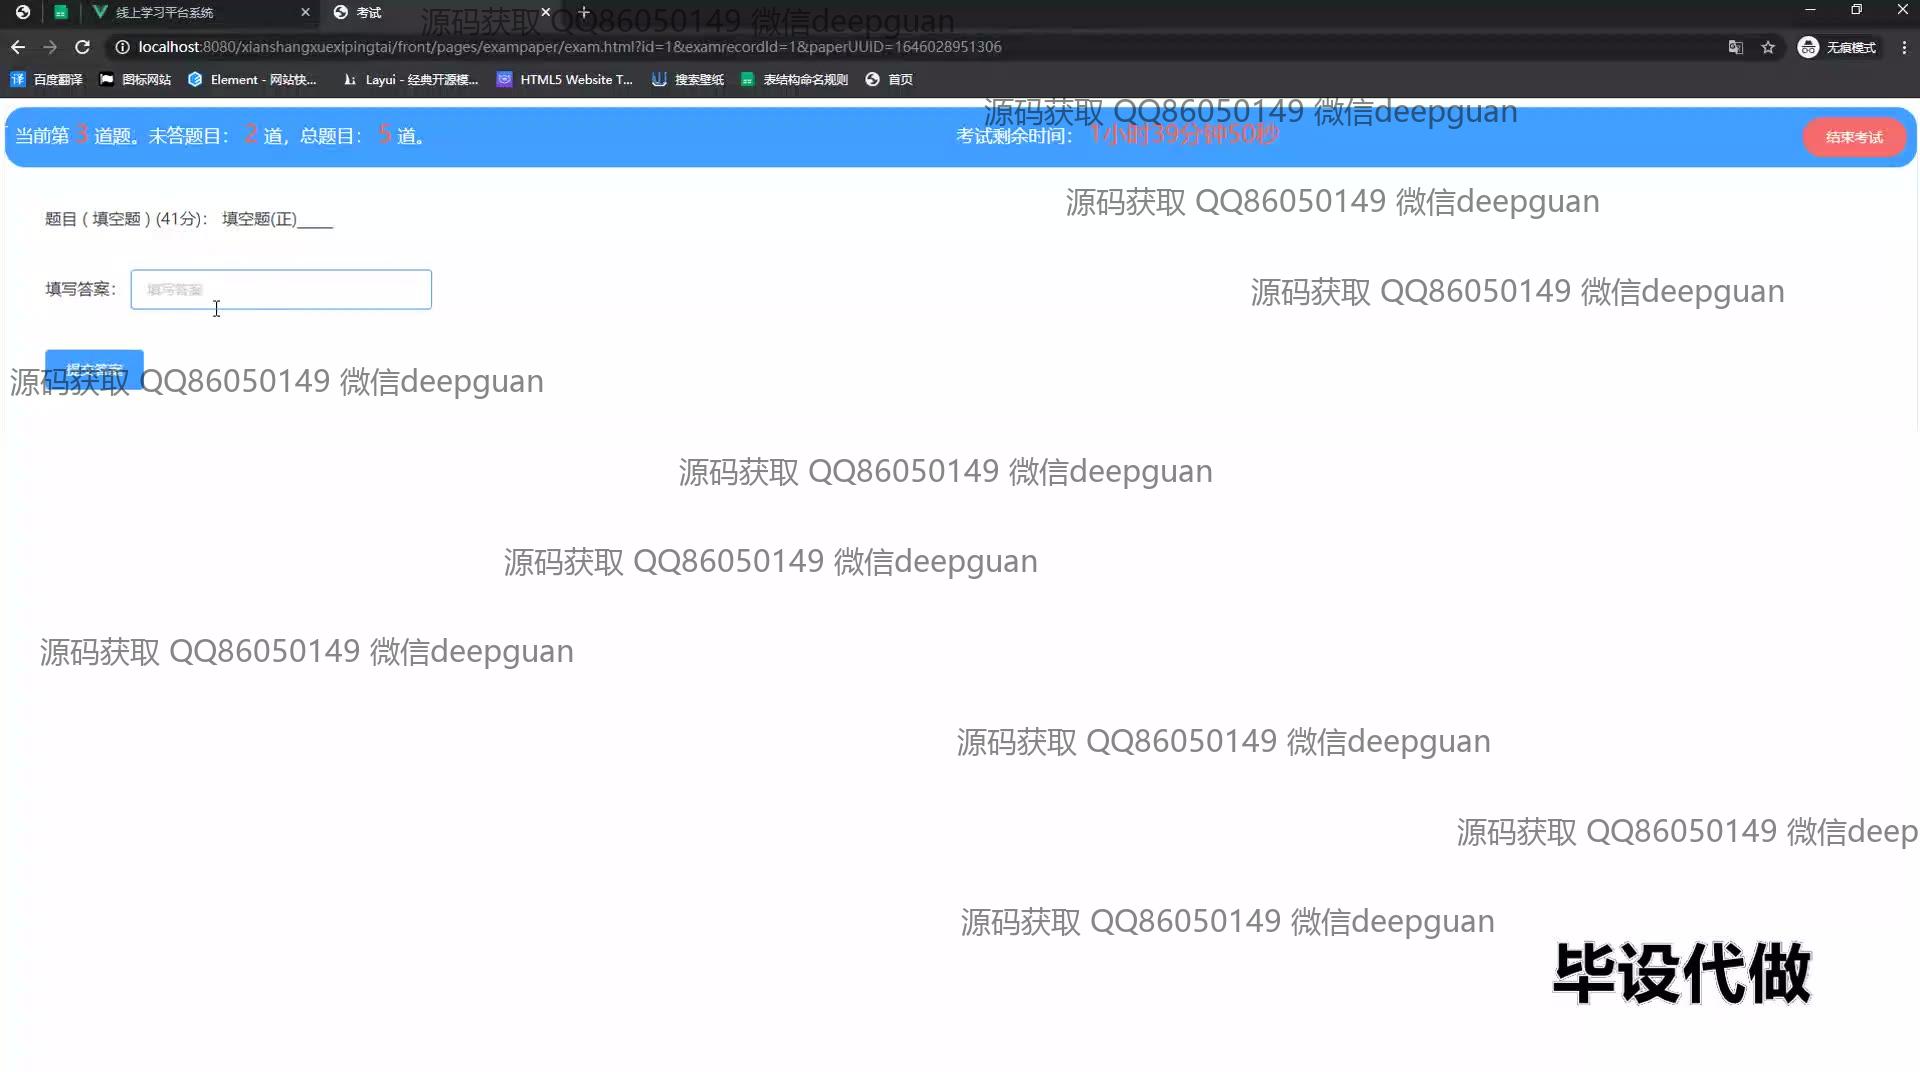 线上学习平台系统
考试
源码获取 QQ86050149 微信deepguan
localhost:8080/xianshangxuexipingtai/front/pages/exampaper/exam.html?id=1&examrecordId=1&paperUUID=1646028951306
无痕模式
百度翻译
图标网站
Element - 网站快...
Layui - 经典开源模...
HTML5 Website T...
搜索壁纸
表结构命名规则
首页
源码获取 QQ86050149 微信deepguan
当前第 3 道题。未答题目： 2 道，总题目： 5 道。
考试剩余时间： 1小时39分钟50秒
结束考试
源码获取 QQ86050149 微信deepguan
题目 ( 填空题 ) (41分)： 填空题(正)____
源码获取 QQ86050149 微信deepguan
填写答案：
填写答案
提交答案
源码获取 QQ86050149 微信deepguan
源码获取 QQ86050149 微信deepguan
源码获取 QQ86050149 微信deepguan
源码获取 QQ86050149 微信deepguan
源码获取 QQ86050149 微信deepguan
源码获取 QQ86050149 微信deep
源码获取 QQ86050149 微信deepguan
毕设代做